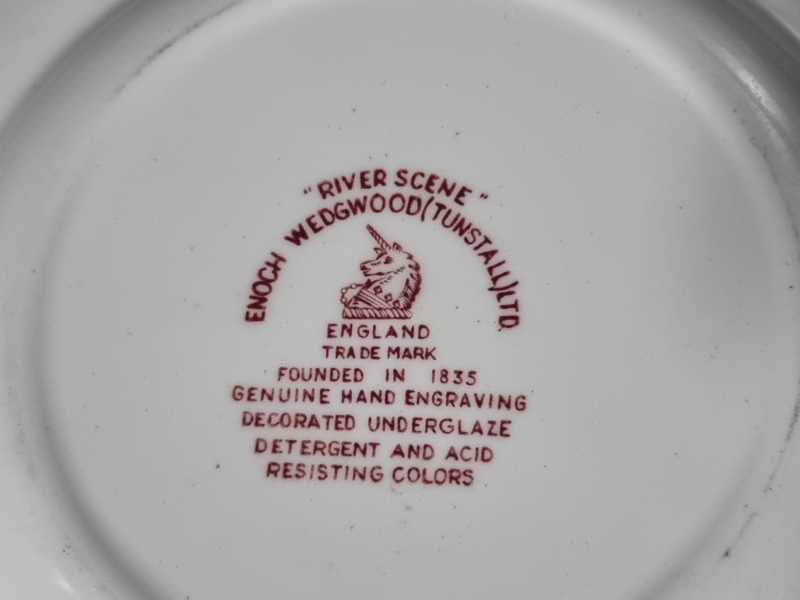 "RIVER SCENE"
ENOCH WEDGWOOD (TUNSTALL) LTD.
ENGLAND
TRADE MARK
FOUNDED IN 1835
GENUINE HAND ENGRAVING
DECORATED UNDERGLAZE
DETERGENT AND ACID
RESISTING COLORS